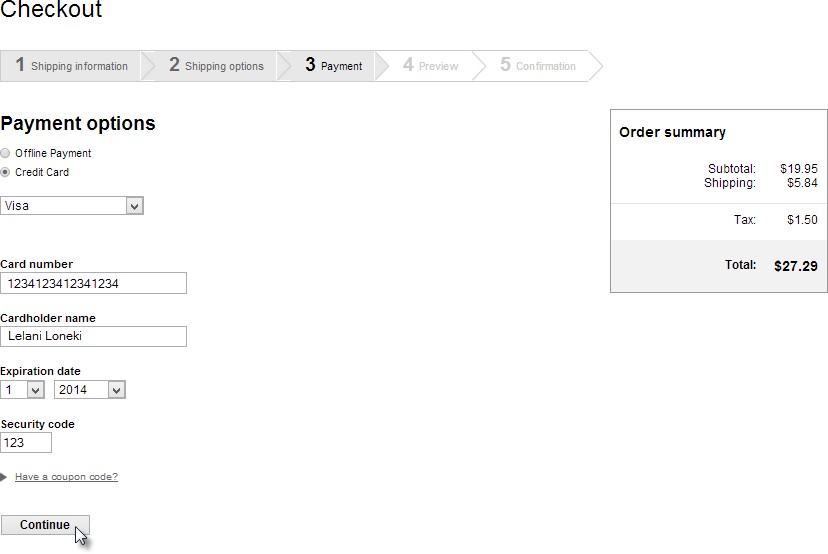 Checkout
1 Shipping information 2 Shipping options 3 Payment 4 Preview 5 Confirmation
Payment options
Offline Payment
Credit Card
Visa
Card number
1234123412341234
Cardholder name
Lelani Loneki
Expiration date
1 2014
Security code
123
Have a coupon code?
Continue
Order summary
Subtotal: $19.95
Shipping: $5.84
Tax: $1.50
Total: $27.29